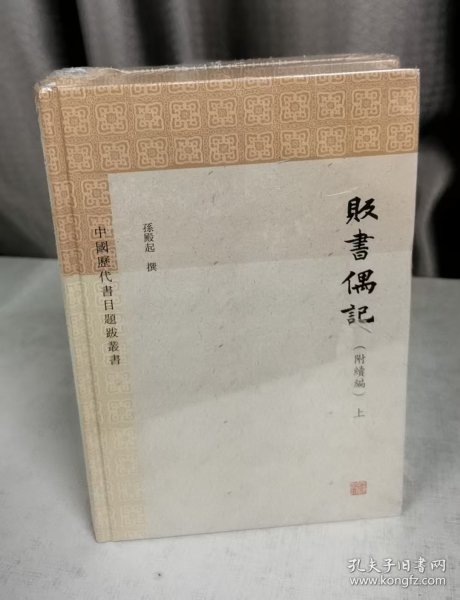 販書偶記
（附續編）上
孫殿起 撰
中國歷代書目題跋叢書
孔夫子旧书网
www.kongfz.com